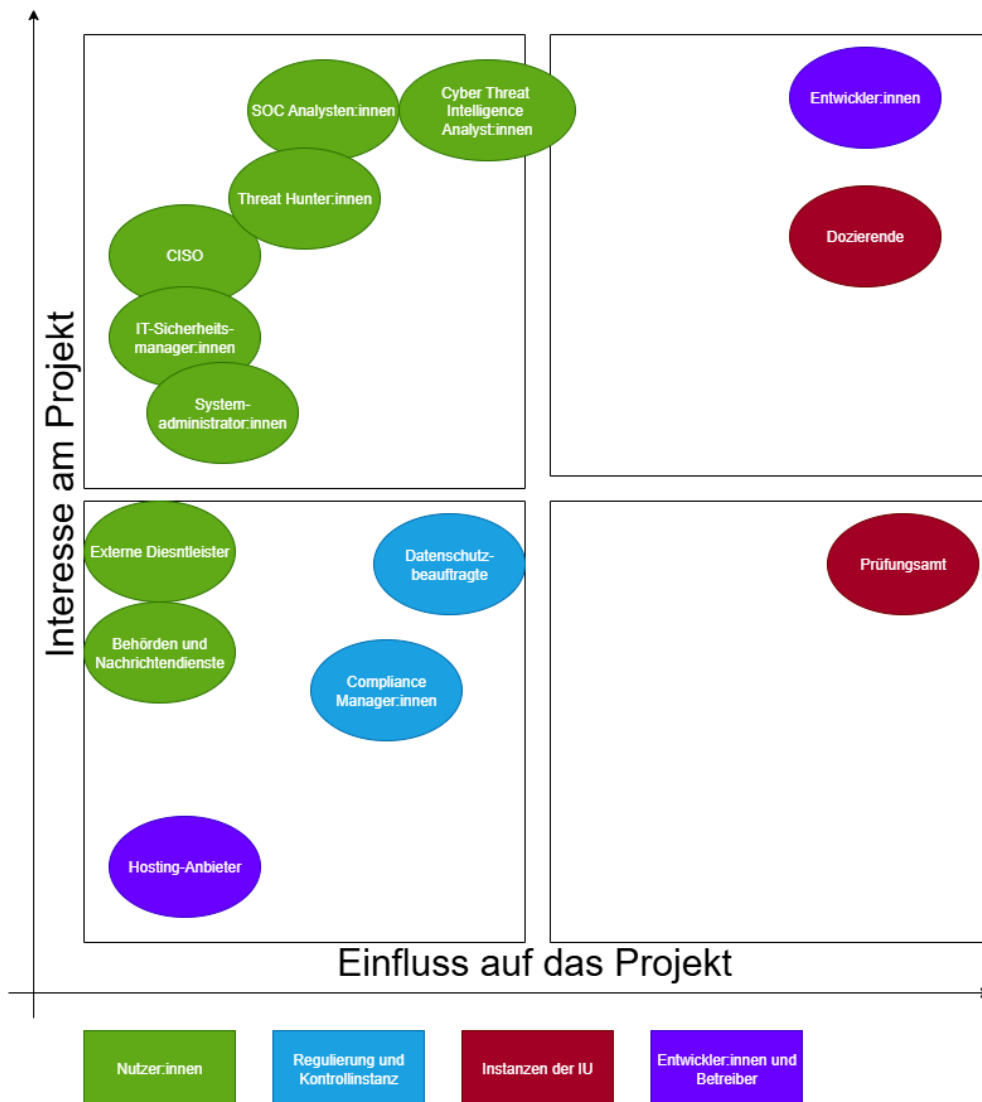 SOC Analysten:innen
Cyber Threat
Intelligence
Analyst:innen
Entwickler:innen
Threat Hunter:innen
Dozierende
CISO
IT-Sicherheits-
manager:innen
System-
administrator:innen
Interesse am Projekt
Externe Diesntleister
Datenschutz-
beauftragte
Prüfungsamt
Behörden und
Nachrichtendienste
Compliance
Manager:innen
Hosting-Anbieter
Einfluss auf das Projekt
Nutzer:innen
Regulierung und
Kontrollinstanz
Instanzen der IU
Entwickler:innen und
Betreiber